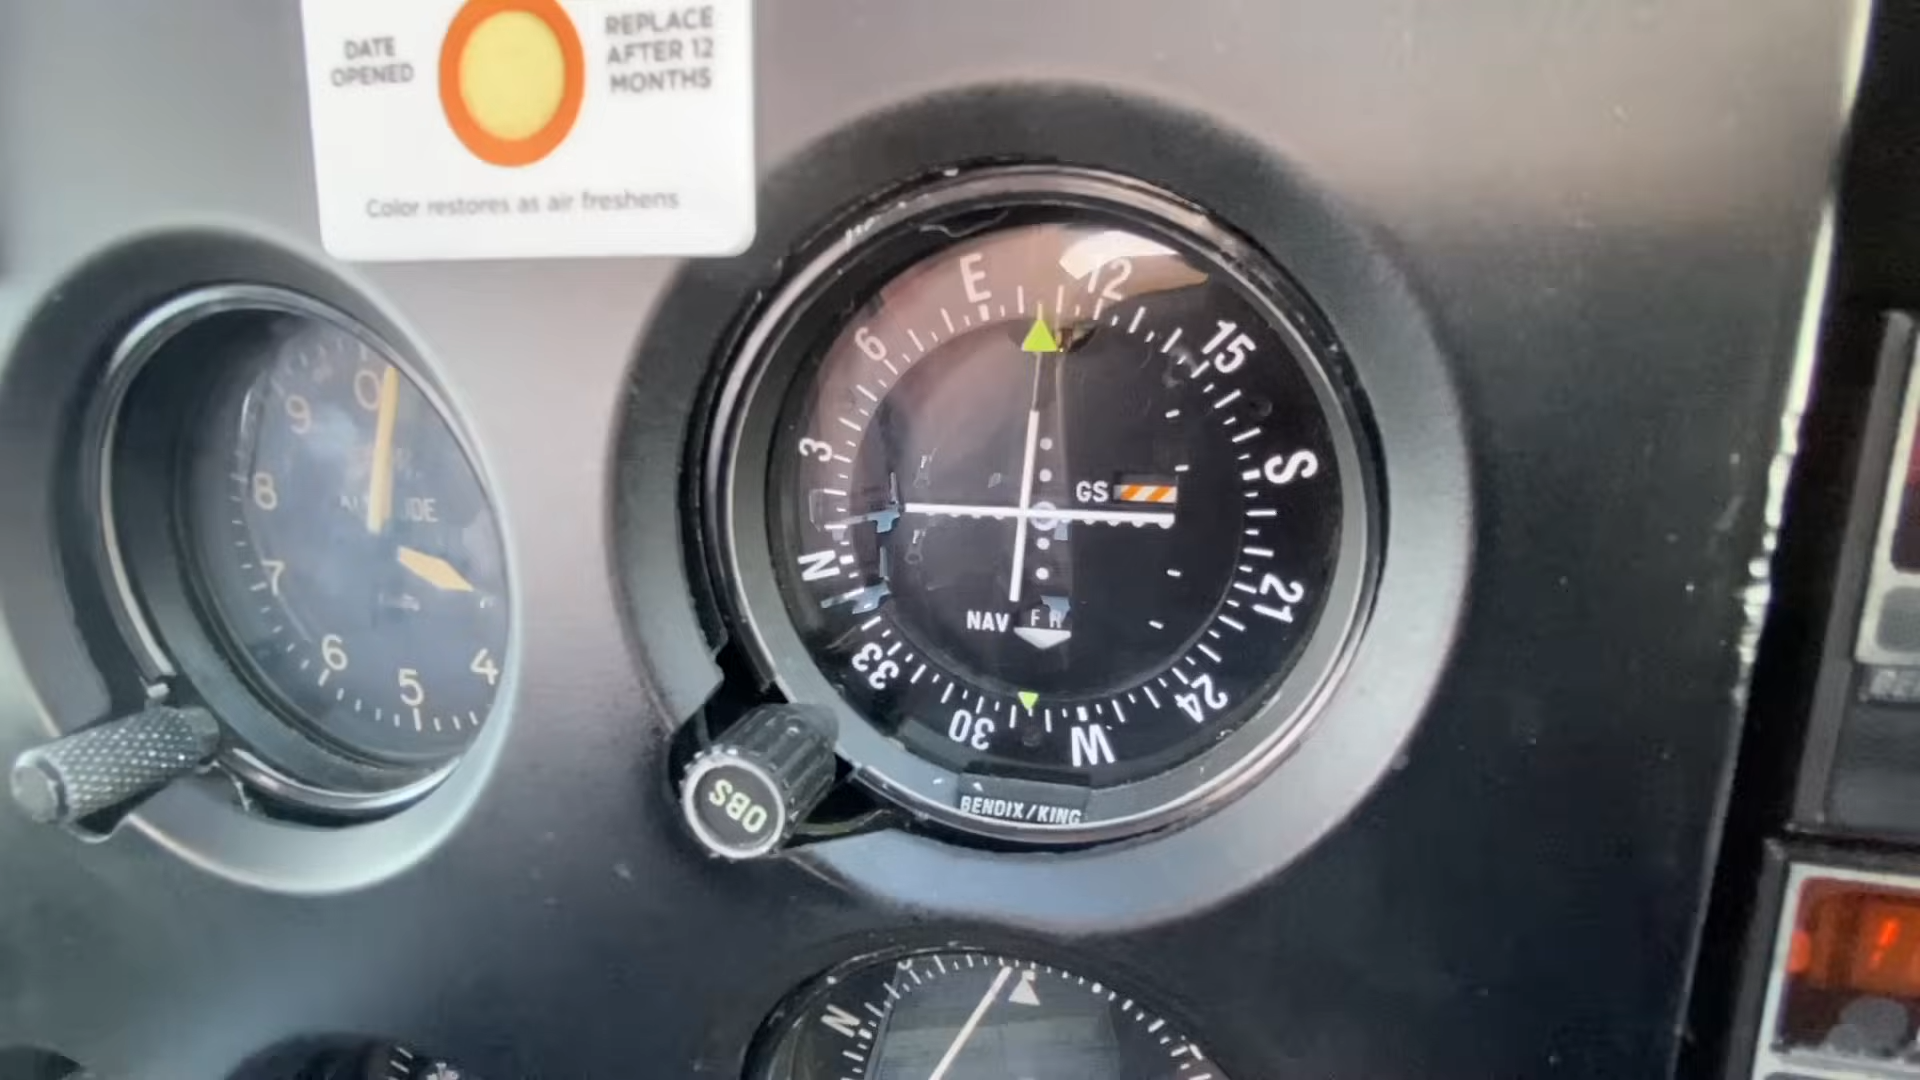 DATE
OPENED
REPLACE
AFTER 12
MONTHS
Color restores as air freshens
0
9
8
7
6
5
4
E
12
15
S
21
24
W
30
33
N
3
6
GS
NAV
F R
OBS
BENDIX/KING
N